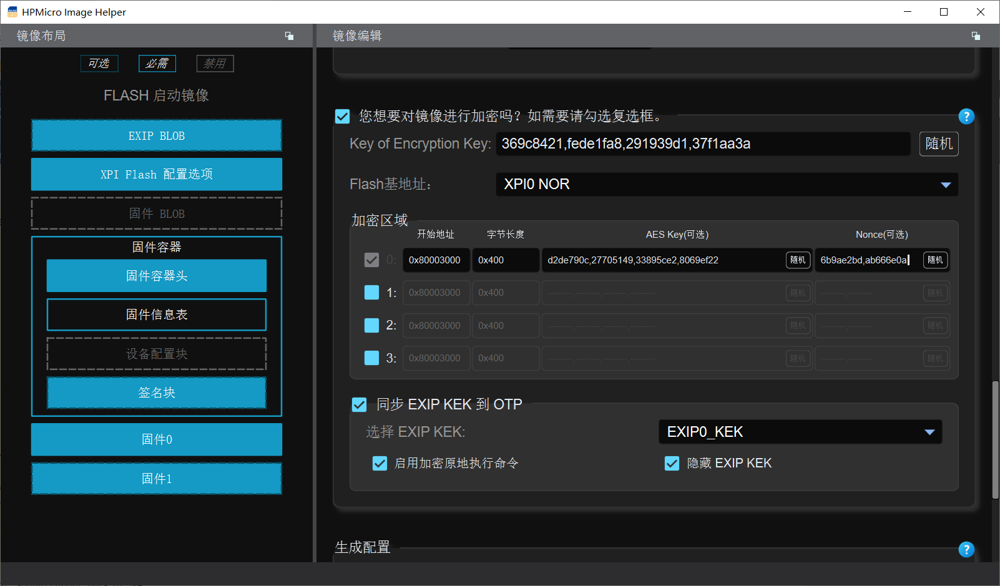 HPMicro Image Helper
镜像布局
可选 必需 禁用
FLASH 启动镜像
EXIP BLOB
XPI Flash 配置选项
固件 BLOB
固件容器
固件容器头
固件信息表
设备配置块
签名块
固件0
固件1
镜像编辑
您想要对镜像进行加密吗？如需要请勾选复选框。
Key of Encryption Key: 369c8421,fede1fa8,291939d1,37f1aa3a 随机
Flash基地址： XPI0 NOR
加密区域
开始地址 字节长度 AES Key(可选) Nonce(可选)
0: 0x80003000 0x400 d2de790c,27705149,33895ce2,8069ef22 随机 6b9ae2bd,ab666e0a 随机
1: 0x80003000 0x400 --------,--------,--------,-------- 随机 --------,-------- 随机
2: 0x80003000 0x400 --------,--------,--------,-------- 随机 --------,-------- 随机
3: 0x80003000 0x400 --------,--------,--------,-------- 随机 --------,-------- 随机
同步 EXIP KEK 到 OTP
选择 EXIP KEK: EXIP0_KEK
启用加密原地执行命令 隐藏 EXIP KEK
生成配置